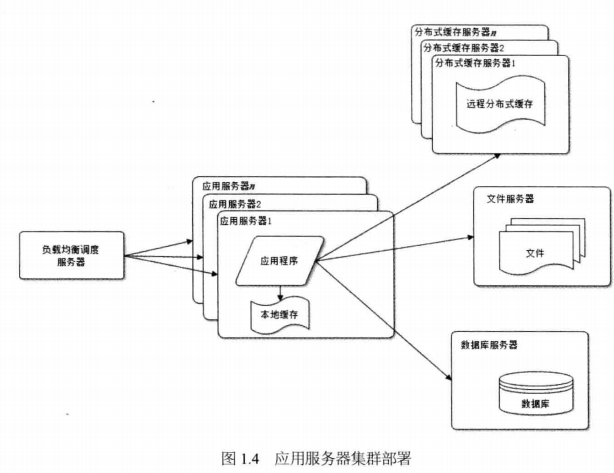 分布式缓存服务器n
分布式缓存服务器2
分布式缓存服务器1
远程分布式缓存
应用服务器n
应用服务器2
应用服务器1
应用程序
本地缓存
负载均衡调度
服务器
文件服务器
文件
数据库服务器
数据库
图 1.4 应用服务器集群部署